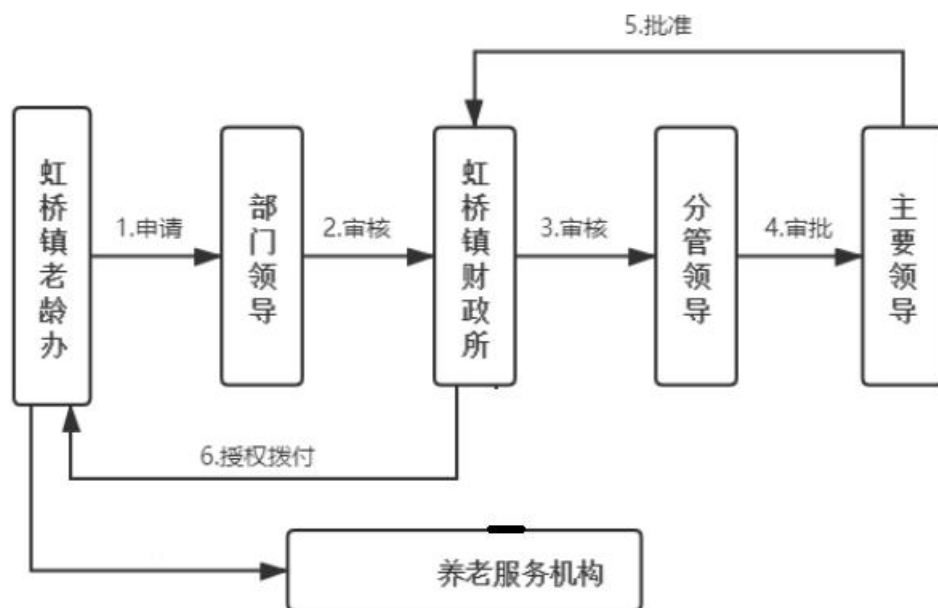 5.批准
虹桥镇老龄办
1.申请
部门领导
2.审核
虹桥镇财政所
3.审核
分管领导
4.审批
主要领导
6.授权拨付
养老服务机构